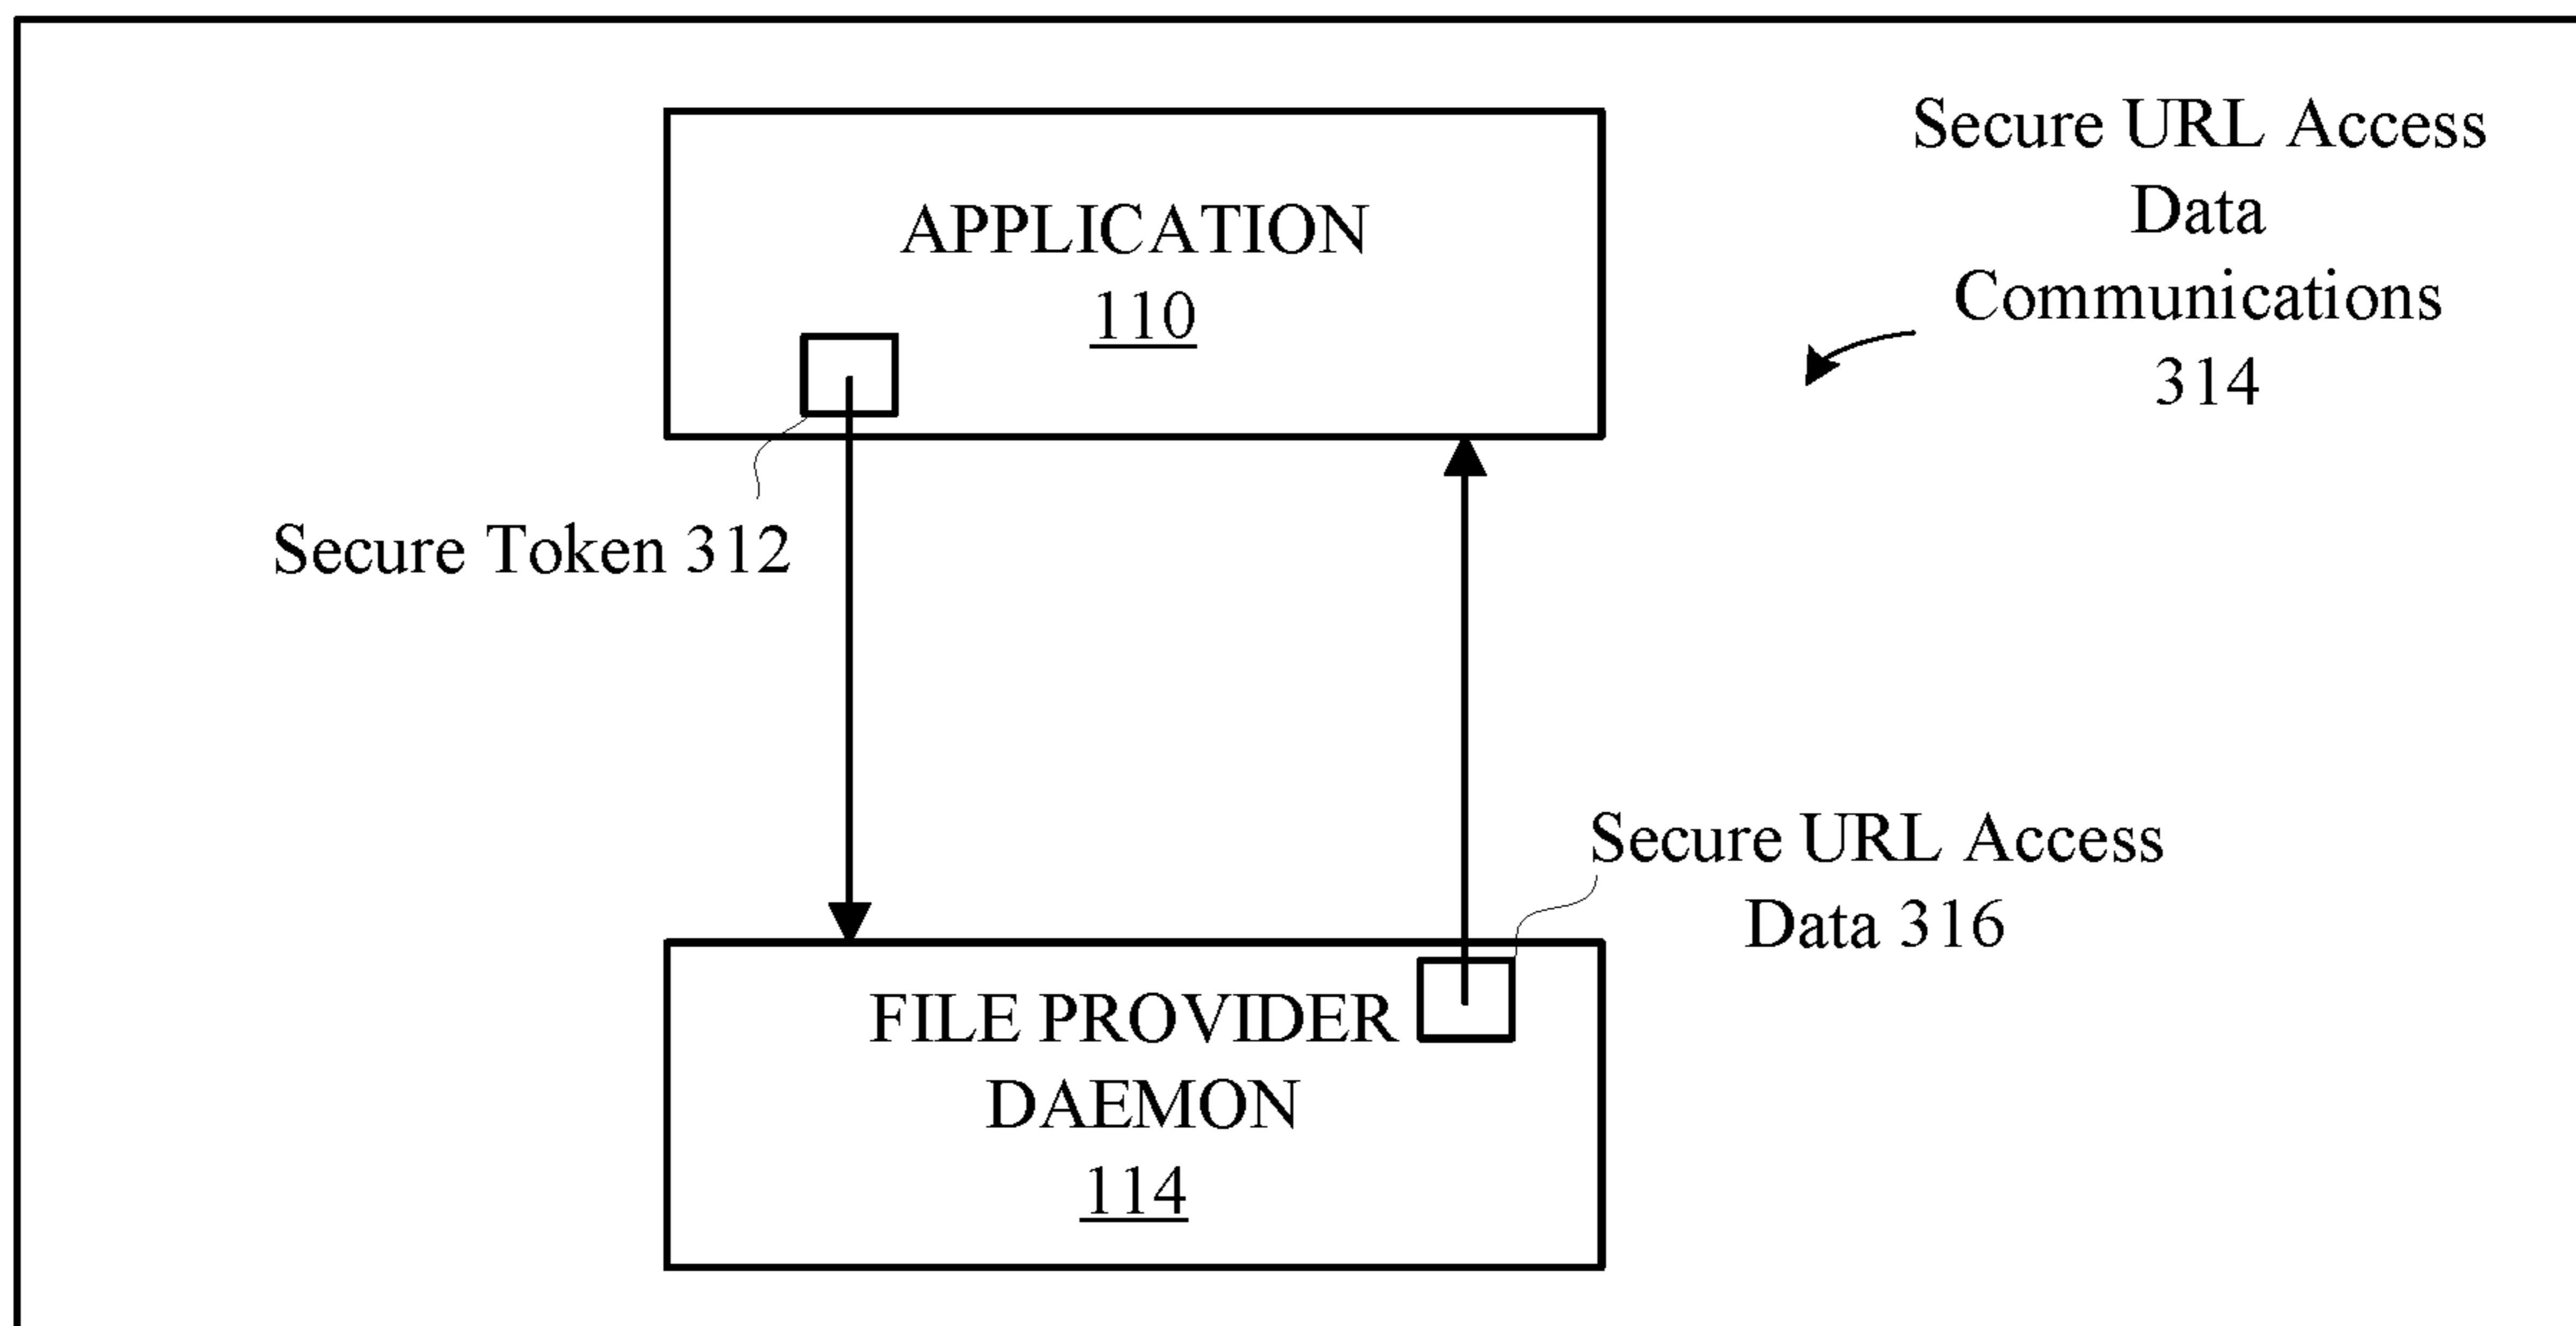 APPLICATION
110
Secure URL Access
Data
Communications
314
Secure Token 312
Secure URL Access
Data 316
FILE PROVIDER
DAEMON
114